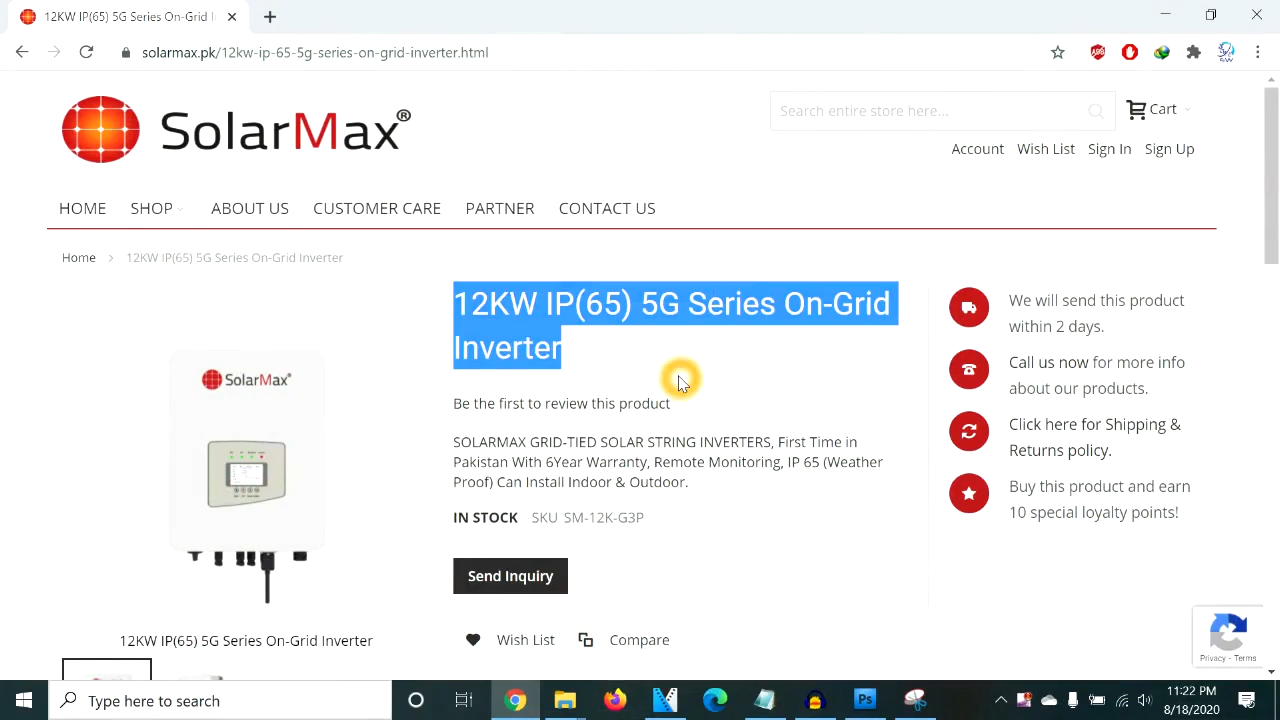 12KW IP(65) 5G Series On-Grid I
solarmax.pk/12kw-ip-65-5g-series-on-grid-inverter.html
SolarMax®
Search entire store here...
Cart
Account Wish List Sign In Sign Up
HOME SHOP ABOUT US CUSTOMER CARE PARTNER CONTACT US
Home > 12KW IP(65) 5G Series On-Grid Inverter
12KW IP(65) 5G Series On-Grid
Inverter
Be the first to review this product
SOLARMAX GRID-TIED SOLAR STRING INVERTERS, First Time in
Pakistan With 6Year Warranty, Remote Monitoring, IP 65 (Weather
Proof) Can Install Indoor & Outdoor.
IN STOCK SKU SM-12K-G3P
Send Inquiry
Wish List Compare
SolarMax®
12KW IP(65) 5G Series On-Grid Inverter
We will send this product
within 2 days.
Call us now for more info
about our products.
Click here for Shipping &
Returns policy.
Buy this product and earn
10 special loyalty points!
Privacy - Terms
Type here to search
11:22 PM
8/18/2020